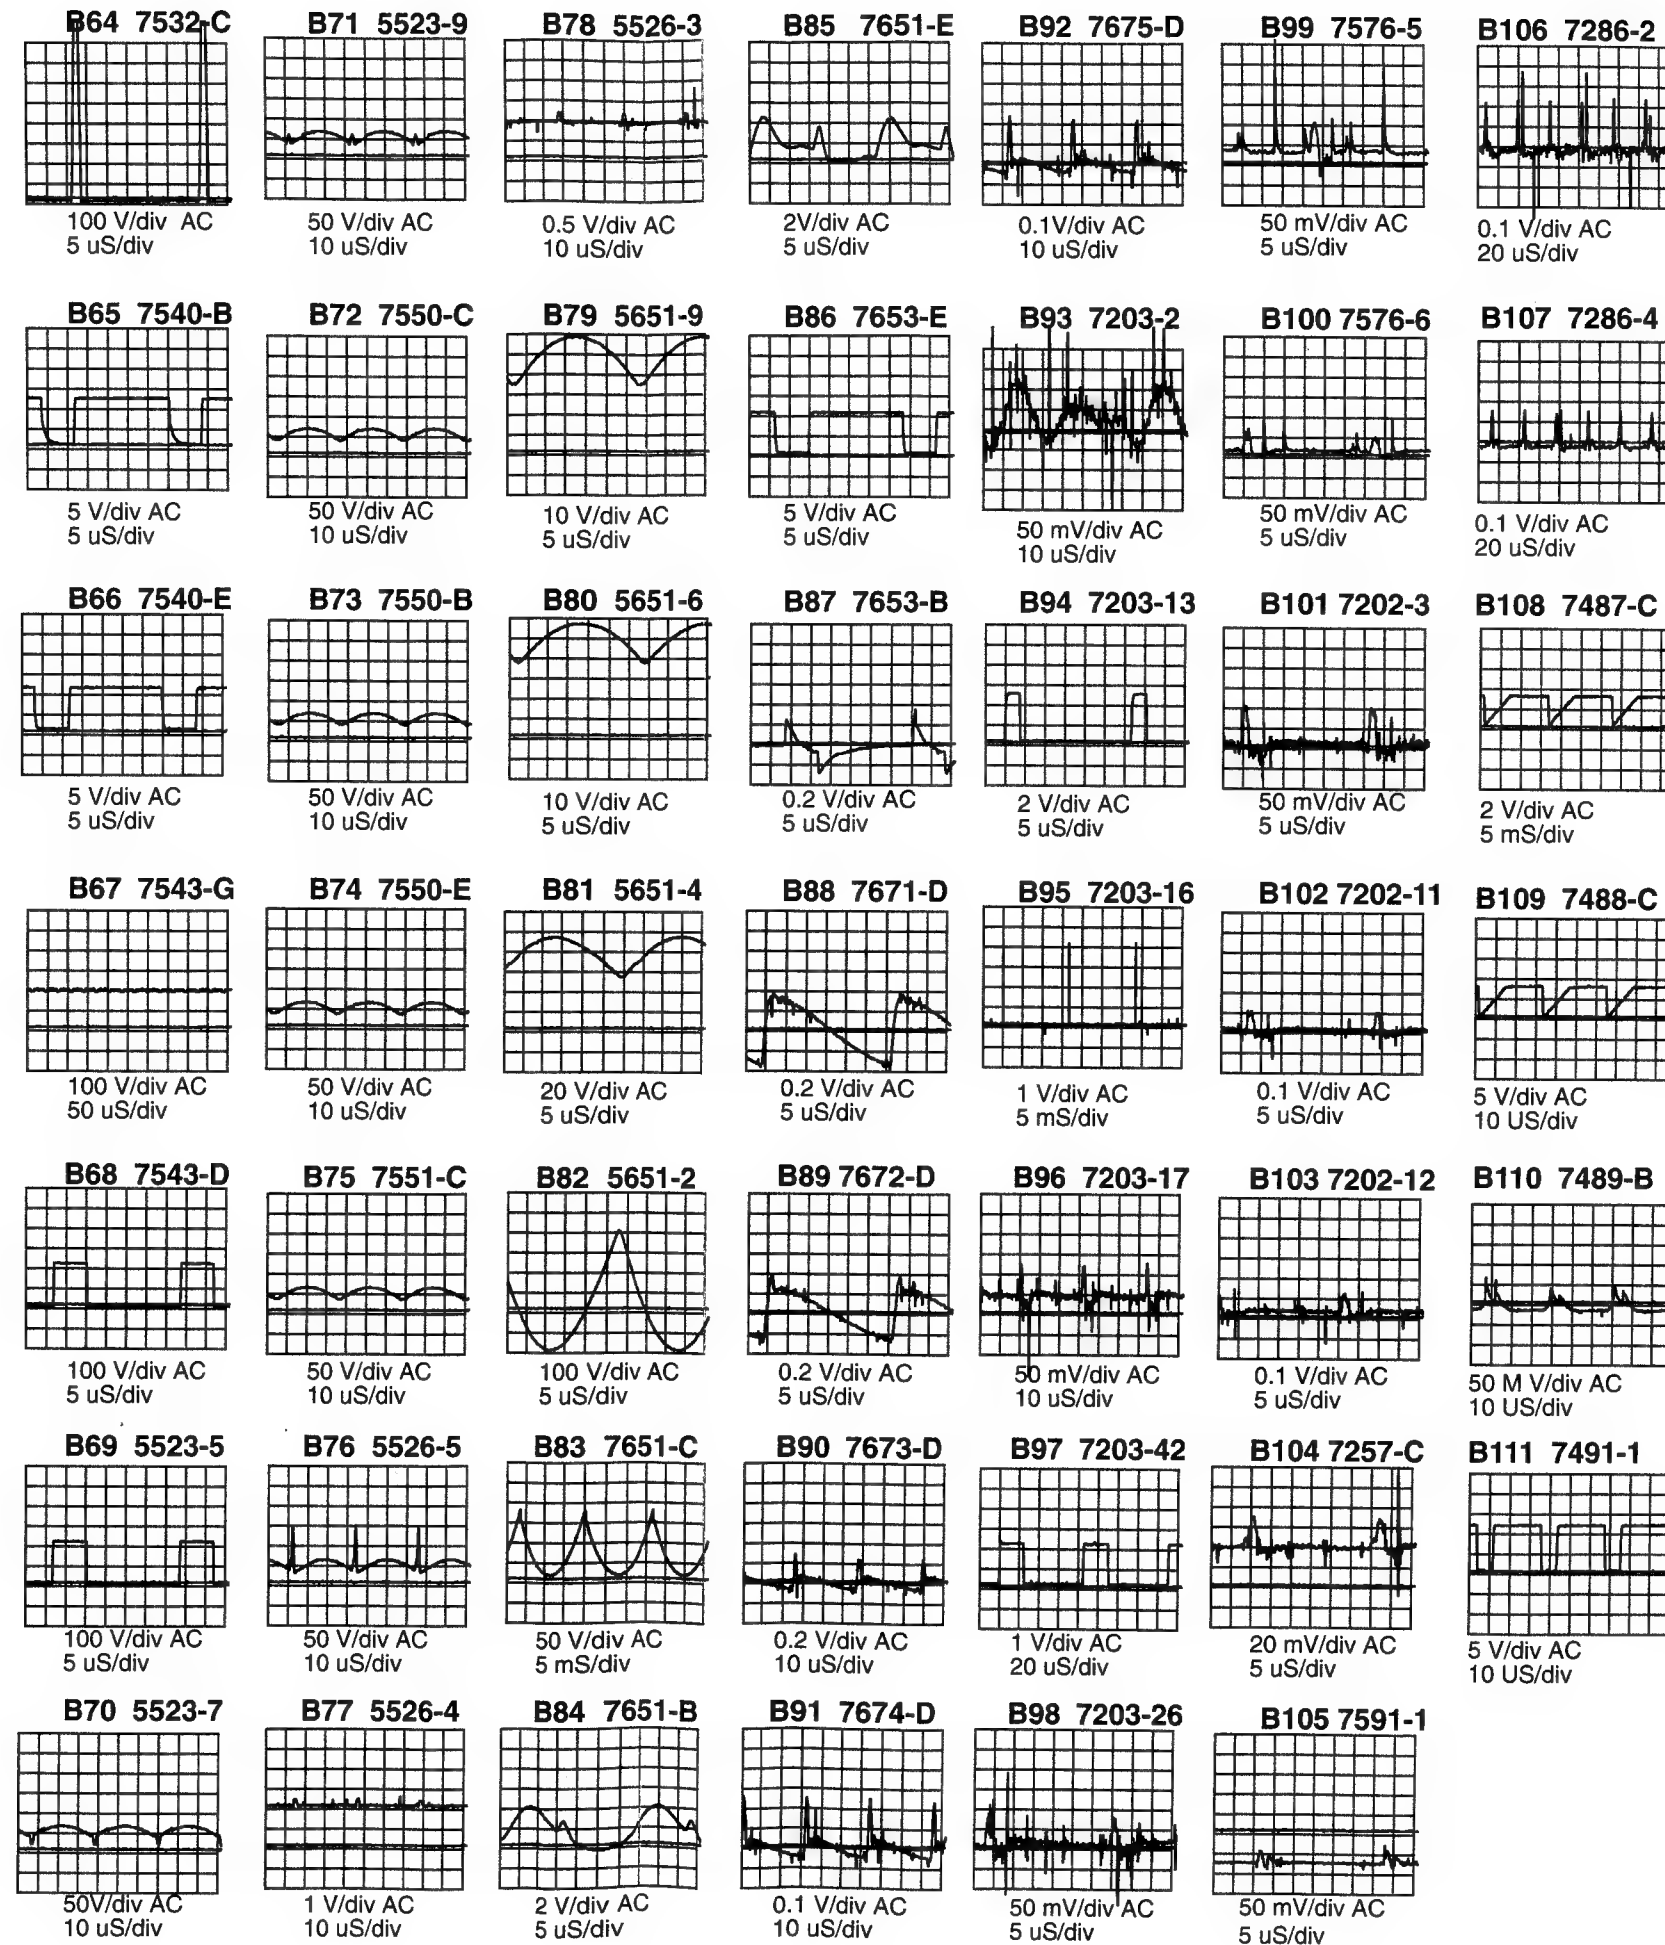 B64 7532-C
100 V/div AC
5 uS/div
B71 5523-9
50 V/div AC
10 uS/div
B78 5526-3
0.5 V/div AC
10 uS/div
B85 7651-E
2V/div AC
5 uS/div
B92 7675-D
0.1V/div AC
10 uS/div
B99 7576-5
50 mV/div AC
5 uS/div
B106 7286-2
0.1 V/div AC
20 uS/div
B65 7540-B
5 V/div AC
5 uS/div
B72 7550-C
50 V/div AC
10 uS/div
B79 5651-9
10 V/div AC
5 uS/div
B86 7653-E
5 V/div AC
5 uS/div
B93 7203-2
50 mV/div AC
10 uS/div
B100 7576-6
50 mV/div AC
5 uS/div
B107 7286-4
0.1 V/div AC
20 uS/div
B66 7540-E
5 V/div AC
5 uS/div
B73 7550-B
50 V/div AC
10 uS/div
B80 5651-6
10 V/div AC
5 uS/div
B87 7653-B
0.2 V/div AC
5 uS/div
B94 7203-13
2 V/div AC
5 uS/div
B101 7202-3
50 mV/div AC
5 uS/div
B108 7487-C
2 V/div AC
5 mS/div
B67 7543-G
100 V/div AC
50 uS/div
B74 7550-E
50 V/div AC
10 uS/div
B81 5651-4
20 V/div AC
5 uS/div
B88 7671-D
0.2 V/div AC
5 uS/div
B95 7203-16
1 V/div AC
5 mS/div
B102 7202-11
0.1 V/div AC
5 uS/div
B109 7488-C
5 V/div AC
10 US/div
B68 7543-D
100 V/div AC
5 uS/div
B75 7551-C
50 V/div AC
10 uS/div
B82 5651-2
100 V/div AC
5 uS/div
B89 7672-D
0.2 V/div AC
5 uS/div
B96 7203-17
50 mV/div AC
10 uS/div
B103 7202-12
0.1 V/div AC
5 uS/div
B110 7489-B
50 M V/div AC
10 US/div
B69 5523-5
100 V/div AC
5 uS/div
B76 5526-5
50 V/div AC
10 uS/div
B83 7651-C
50 V/div AC
5 mS/div
B90 7673-D
0.2 V/div AC
10 uS/div
B97 7203-42
1 V/div AC
20 uS/div
B104 7257-C
20 mV/div AC
5 uS/div
B111 7491-1
5 V/div AC
10 US/div
B70 5523-7
50V/div AC
10 uS/div
B77 5526-4
1 V/div AC
10 uS/div
B84 7651-B
2 V/div AC
5 uS/div
B91 7674-D
0.1 V/div AC
10 uS/div
B98 7203-26
50 mV/div AC
5 uS/div
B105 7591-1
50 mV/div AC
5 uS/div